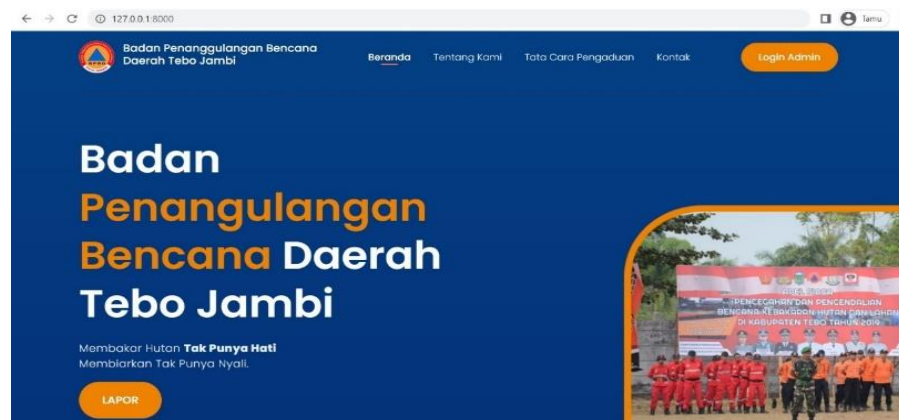 127.0.0.1:8000
Tamu
Badan Penanggulangan Bencana
Daerah Tebo Jambi
Beranda
Tentang Kami
Tata Cara Pengaduan
Kontak
Login Admin
Badan
Penangulangan
Bencana Daerah
Tebo Jambi
Membakar Hutan Tak Punya Hati
Membiarkan Tak Punya Nyali.
LAPOR
PENCEGAHAN DAN PENGENDALIAN
BENCANA KEBAKARAN HUTAN DAN LAHAN
DI KABUPATEN TEBO TAHUN 2019